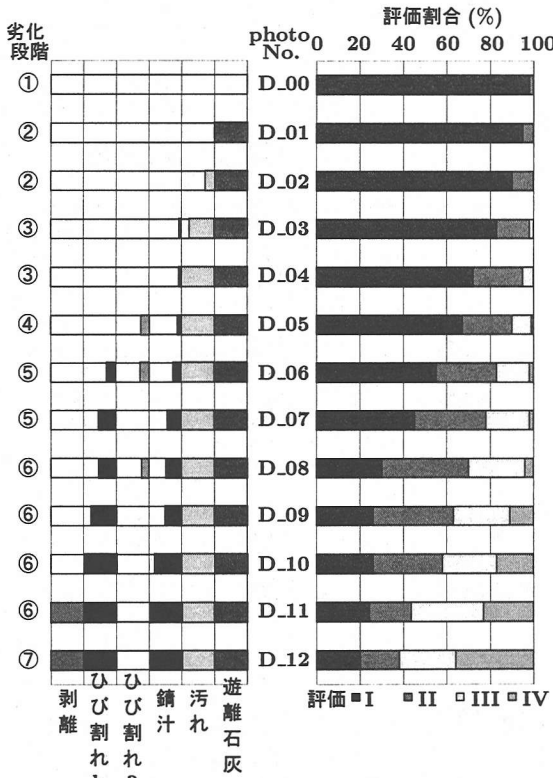 劣化
段階
photo
No.
評価割合 (%)
0 20 40 60 80 100
① D_00
② D_01
② D_02
③ D_03
③ D_04
④ D_05
⑤ D_06
⑤ D_07
⑥ D_08
⑥ D_09
⑥ D_10
⑥ D_11
⑦ D_12
剥離
ひび割れ
ひび割れ
錆汁
汚れ
遊離石灰
評価 I II III IV